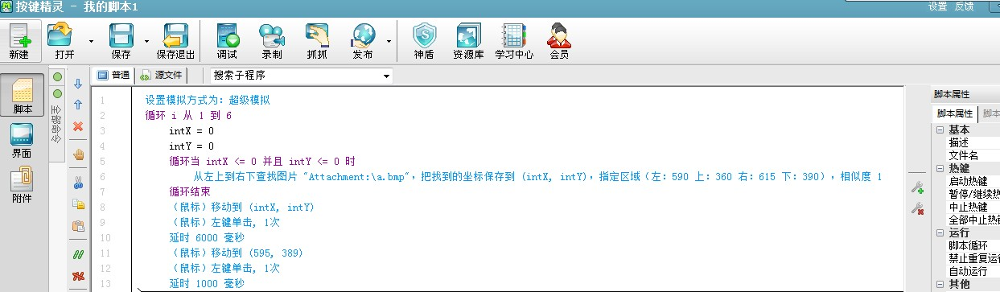 按键精灵 - 我的脚本1
设置 反馈
新建 打开 保存 保存退出 调试 录制 抓抓 发布 神盾 资源库 学习中心 会员
普通 源文件 搜索子程序
脚本
界面
附件
全部命令
1 设置模拟方式为: 超级模拟
2 循环 i 从 1 到 6
3 intX = 0
4 intY = 0
5 循环当 intX <= 0 并且 intY <= 0 时
6 从左上到右下查找图片 "Attachment:\a.bmp", 把找到的坐标保存到 (intX, intY), 指定区域 (左: 590 上: 360 右: 615 下: 390), 相似度 1
7 循环结束
8 (鼠标) 移动到 (intX, intY)
9 (鼠标) 左键单击, 1次
10 延时 6000 毫秒
11 (鼠标) 移动到 (595, 389)
12 (鼠标) 左键单击, 1次
13 延时 1000 毫秒
脚本属性
脚本属性 脚本
基本
描述
文件名
热键
启动热键
暂停/继续热
中止热键
全部中止热键
运行
脚本循环
禁止重复运行
自动运行
其他